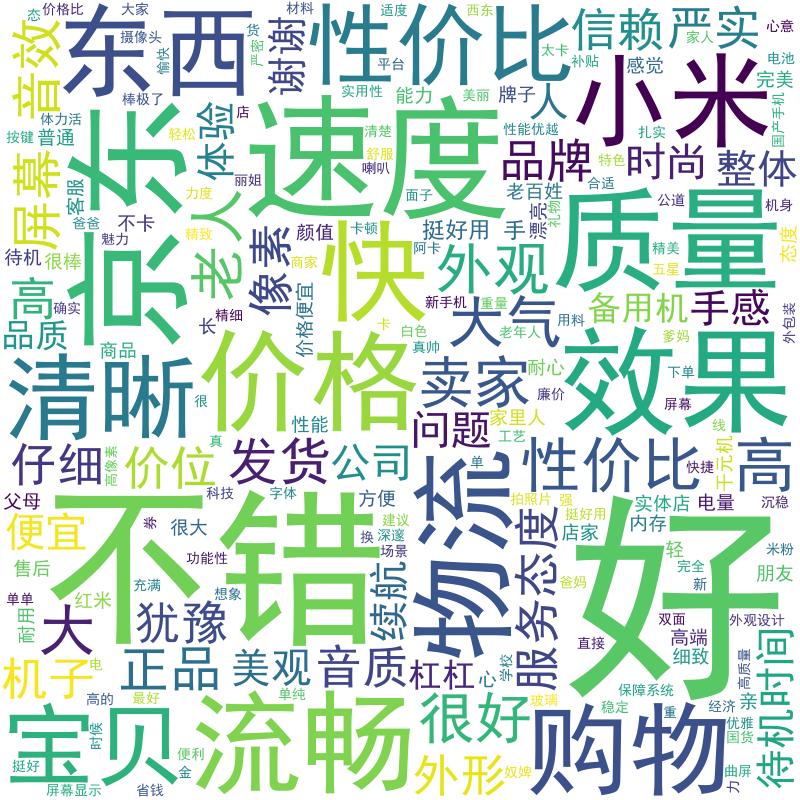 态
价格比
大家
材料
适度
西东
家人
心意
音效
东西
摄像头
愉快
货
严密
谢谢
性价比
平台
太卡
补贴
信赖
严实
电池
棒极了
实用性
能力
美丽
牌子
人
感觉
小米
完美
国产手机
体力活
按键
普通
轻松
店
体验
速度
清楚
舒服
喇叭
性能优越
品牌
扎实
特色
时尚
整体
屏幕
客服
京东
丽姐
力度
面子
老百姓
合适
公道
机身
爸爸
不卡
老人
精致
像素
颜值
卡顿
挺好用
手
漂亮
礼物
质量
待机
很棒
魅力
商家
快
阿卡
外观
精美
五星
态度
高
确实
长
精细
价格便宜
新手机
重量
大气
备用机
手感
外包装
品质
商品
价格
卡
白色
老年人
真帅
用料
爹妈
清晰
很
卖家
耐心
廉价
效果
下单
屏幕
真
性能
问题
家里人
工艺
线
仔细
高像素
价位
发货
公司
物流
单
性价比
快捷
千元机
高
父母
科技
字体
方便
拍照片
强
实体店
电量
沉稳
便宜
券
很大
不错
换
建议
深邃
挺好用
店家
内存
米粉
售后
功能性
场景
服务态度
轻
好
完全
朋友
单单
红米
充满
想象
续航
爸妈
新
耐用
大
犹豫
直接
双面
外观设计
高端
机子
电
正品
美观
音质
杠杠
心
学校
细致
高质量
待机时间
高的
最好
单纯
玻璃
保障系统
经济
亲
宝贝
时候
流畅
很好
稳定
重
优雅
国货
便利
购物
挺好
金
外形
奴婢
力
曲屏
屏幕显示
省钱